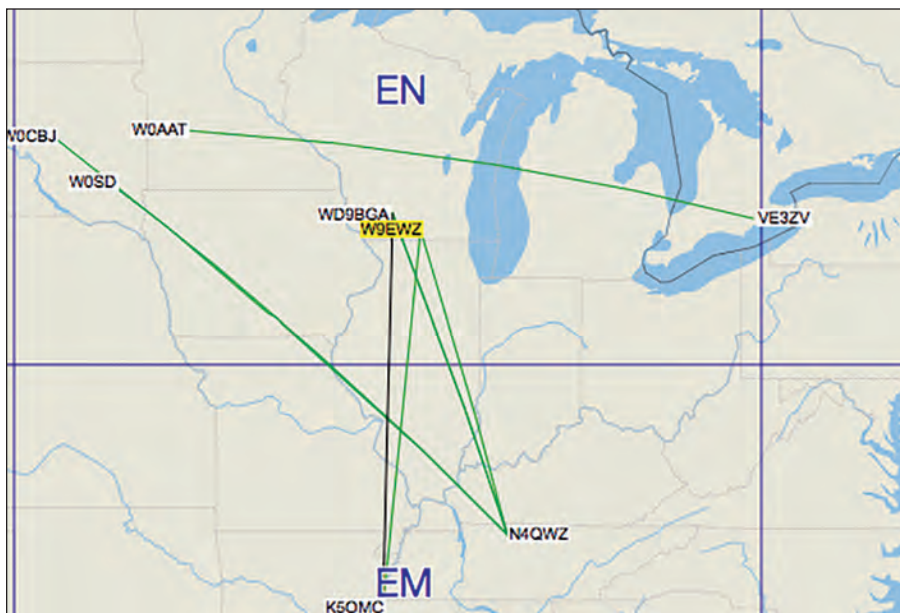 EN
W0CBJ
W0AAT
W0SD
WD9BGA
W9EWZ
VE3ZV
N4QWZ
EM
K5OMC